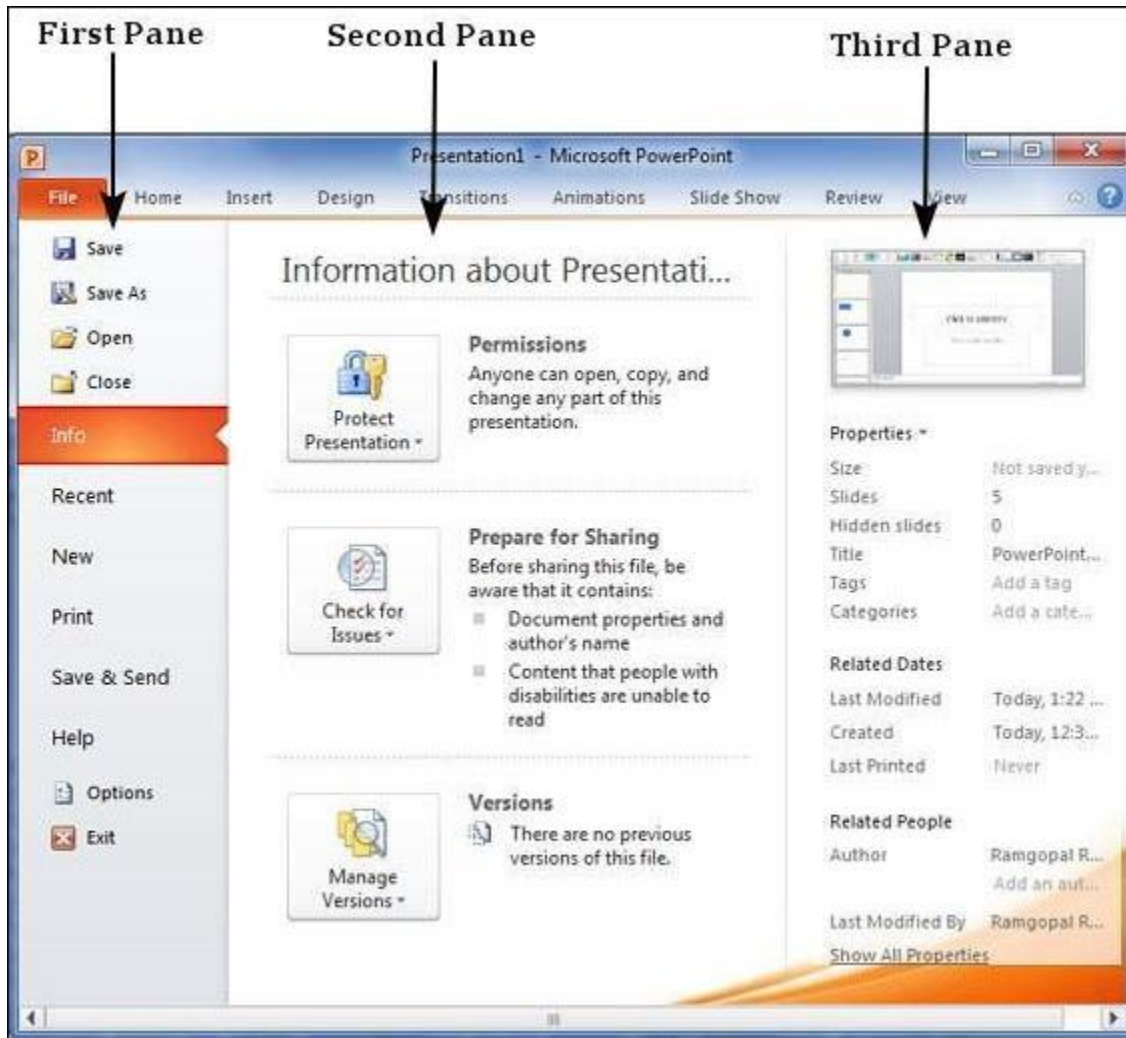 First Pane
Second Pane
Third Pane
Presentation1 - Microsoft PowerPoint
File Home Insert Design Transitions Animations Slide Show Review View
Save
Save As
Open
Close
Info
Recent
New
Print
Save & Send
Help
Options
Exit
Information about Presentati...
Protect
Presentation
Permissions
Anyone can open, copy, and
change any part of this
presentation.
Check for
Issues
Prepare for Sharing
Before sharing this file, be
aware that it contains:
Document properties and
author's name
Content that people with
disabilities are unable to
read
Manage
Versions
Versions
There are no previous
versions of this file.
Properties
Size Not saved y...
Slides 5
Hidden slides 0
Title PowerPoint...
Tags Add a tag
Categories Add a cate...
Related Dates
Last Modified Today, 1:22 ...
Created Today, 12:3...
Last Printed Never
Related People
Author Ramgopal R...
Add an aut...
Last Modified By Ramgopal R...
Show All Properties